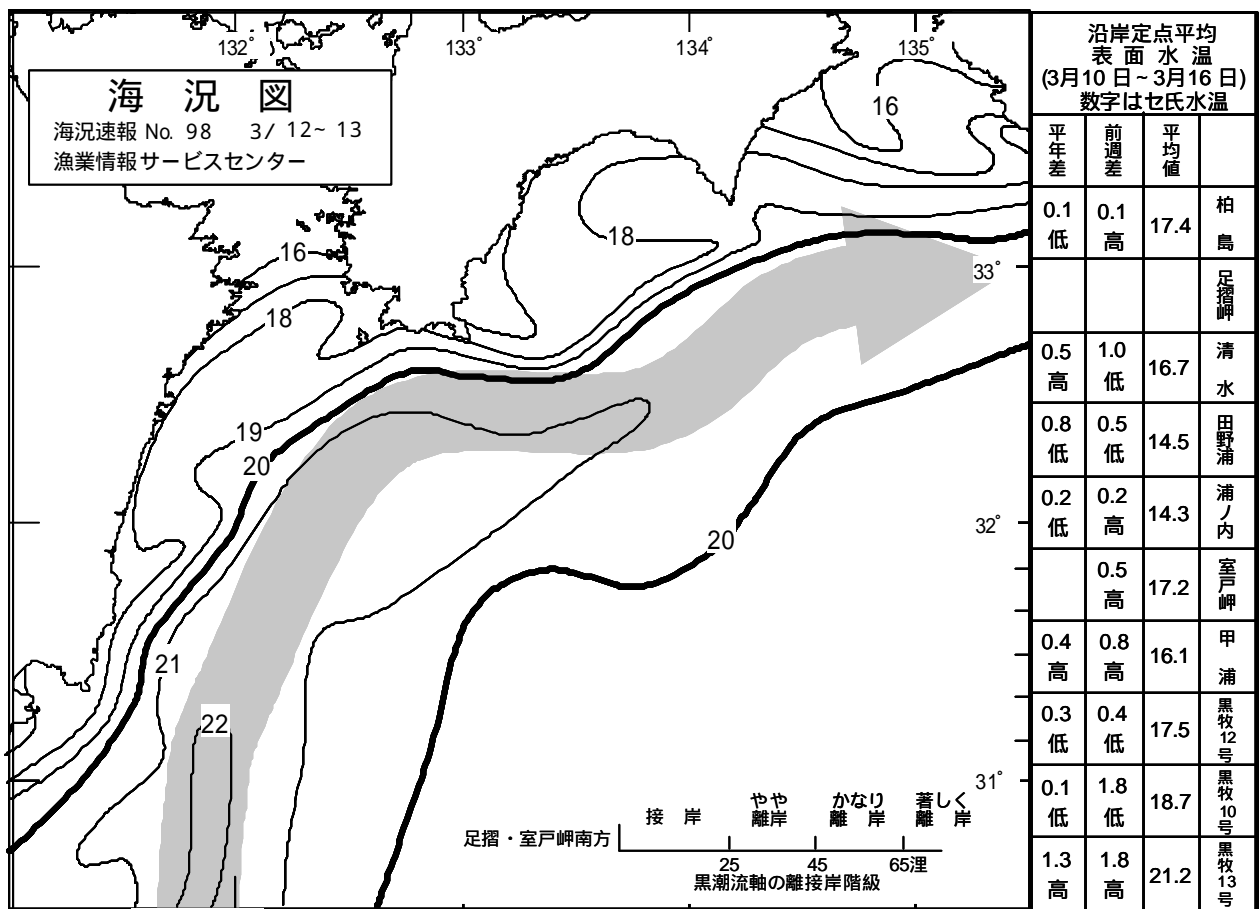 132°
133°
134°
135°
海 況 図
海況速報 No. 98 3/ 12~ 13
漁業情報サービスセンター
16
16
18
18
33°
19
20
32°
20
21
22
31°
接 岸
やや
離岸
かなり
離 岸
著しく
離 岸
足摺・室戸岬南方
25 45 65浬
黒潮流軸の離接岸階級
沿岸定点平均
表 面 水 温
(3月10 日~3月16 日)
数字はセ氏水温
平年差 前週差 平均値
0.1低 0.1高 17.4 柏島
足摺岬
0.5高 1.0低 16.7 清水
0.8低 0.5低 14.5 田野浦
0.2低 0.2高 14.3 浦ノ内
0.5高 17.2 室戸岬
0.4高 0.8高 16.1 甲浦
0.3低 0.4低 17.5 黒牧12号
0.1低 1.8低 18.7 黒牧10号
1.3高 1.8高 21.2 黒牧13号